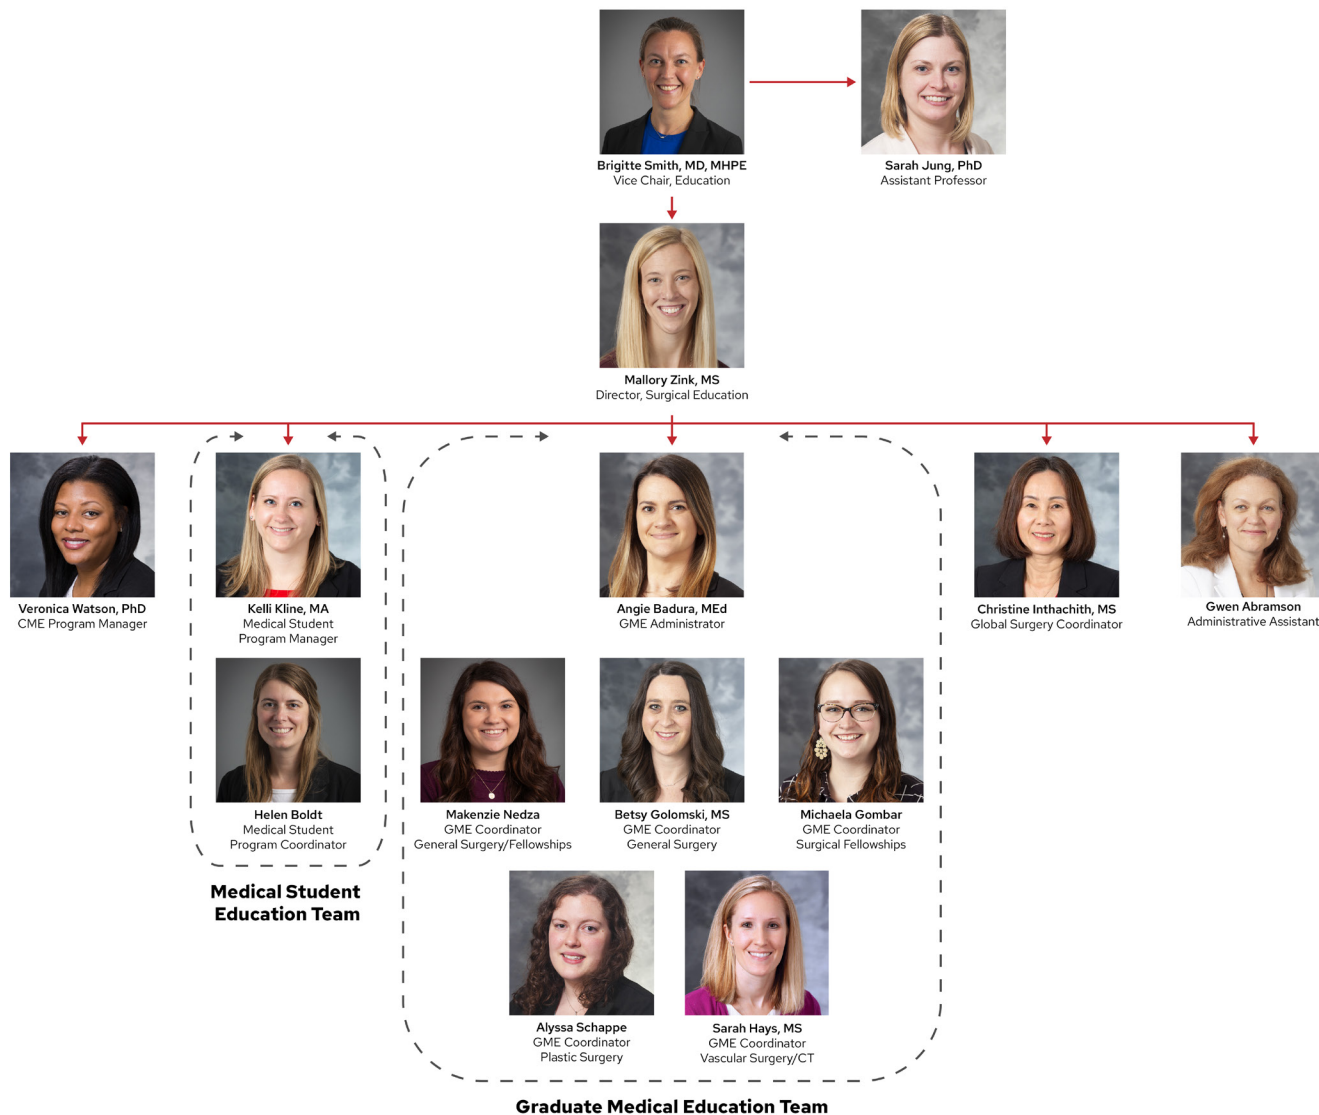 Brigitte Smith, MD, MHPE
Vice Chair, Education
Sarah Jung, PhD
Assistant Professor
Mallory Zink, MS
Director, Surgical Education
Veronica Watson, PhD
CME Program Manager
Kelli Kline, MA
Medical Student
Program Manager
Angie Badura, MEd
GME Administrator
Christine Inthachith, MS
Global Surgery Coordinator
Gwen Abramson
Administrative Assistant
Helen Boldt
Medical Student
Program Coordinator
Makenzie Nedza
GME Coordinator
General Surgery/Fellowships
Betsy Golomski, MS
GME Coordinator
General Surgery
Michaela Gombar
GME Coordinator
Surgical Fellowships
Medical Student
Education Team
Alyssa Schappe
GME Coordinator
Plastic Surgery
Sarah Hays, MS
GME Coordinator
Vascular Surgery/CT
Graduate Medical Education Team